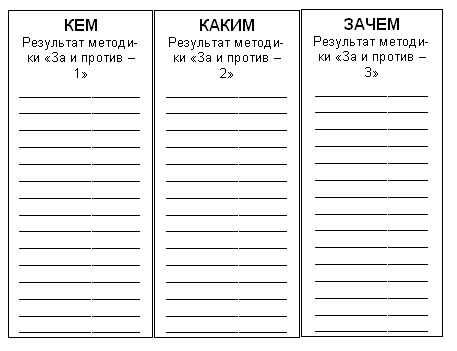 КЕМ
Результат методи-
ки «За и против –
1»
КАКИМ
Результат методи-
ки «За и против –
2»
ЗАЧЕМ
Результат методи-
ки «За и против –
3»